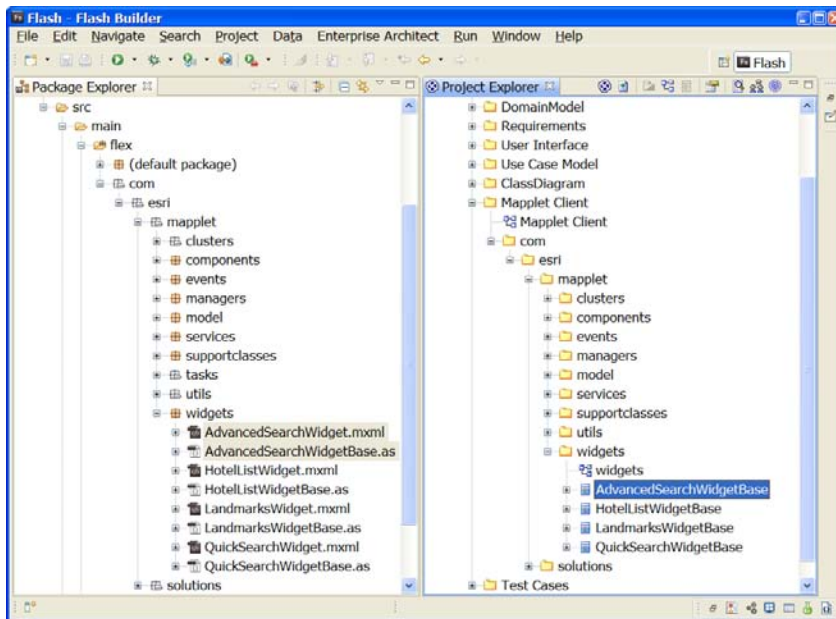 Flash - Flash Builder
File Edit Navigate Search Project Data Enterprise Architect Run Window Help
Flash
Package Explorer
src
main
flex
(default package)
com
esri
mapplet
clusters
components
events
managers
model
services
supportclasses
tasks
utils
widgets
AdvancedSearchWidget.mxml
AdvancedSearchWidgetBase.as
HotelListWidget.mxml
HotelListWidgetBase.as
LandmarksWidget.mxml
LandmarksWidgetBase.as
QuickSearchWidget.mxml
QuickSearchWidgetBase.as
solutions
Project Explorer
DomainModel
Requirements
User Interface
Use Case Model
ClassDiagram
Mapplet Client
Mapplet Client
com
esri
mapplet
clusters
components
events
managers
model
services
supportclasses
utils
widgets
widgets
AdvancedSearchWidgetBase
HotelListWidgetBase
LandmarksWidgetBase
QuickSearchWidgetBase
solutions
Test Cases